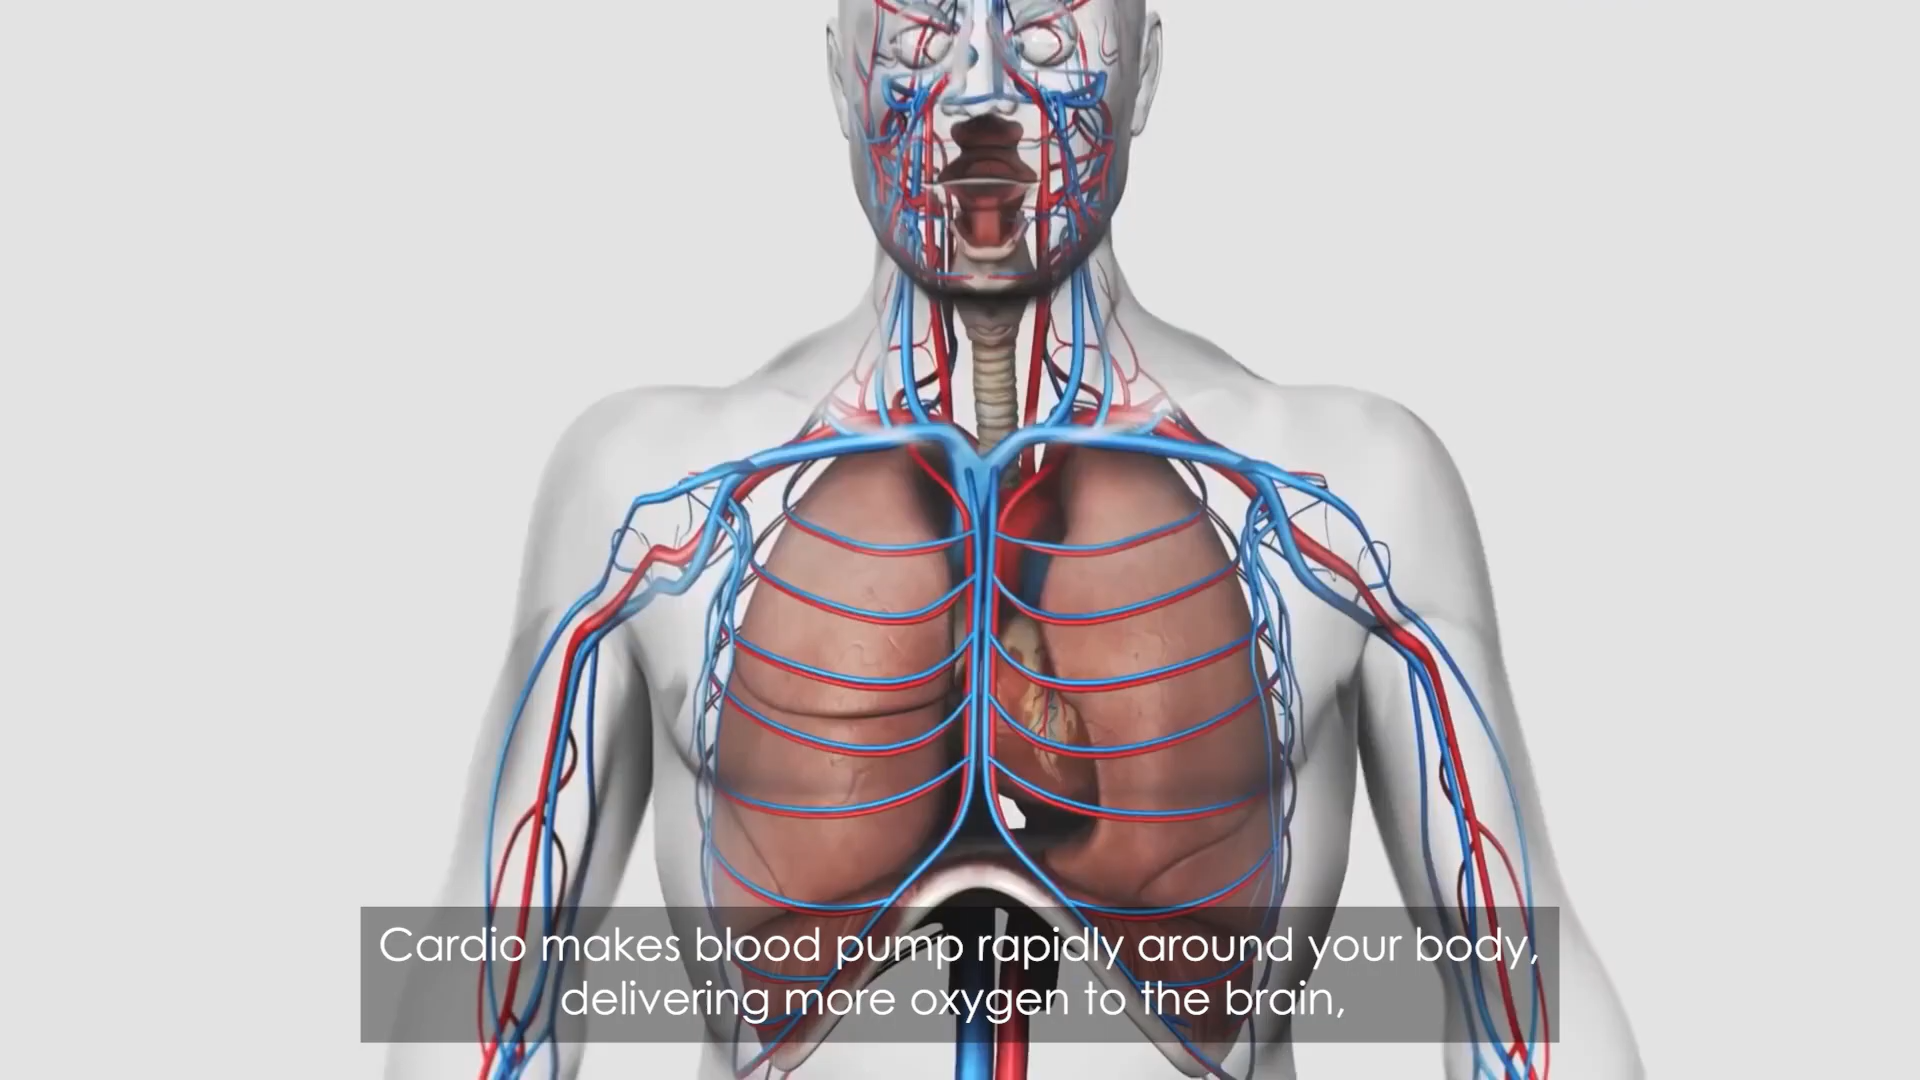 Cardio makes blood pump rapidly around your body,
delivering more oxygen to the brain,